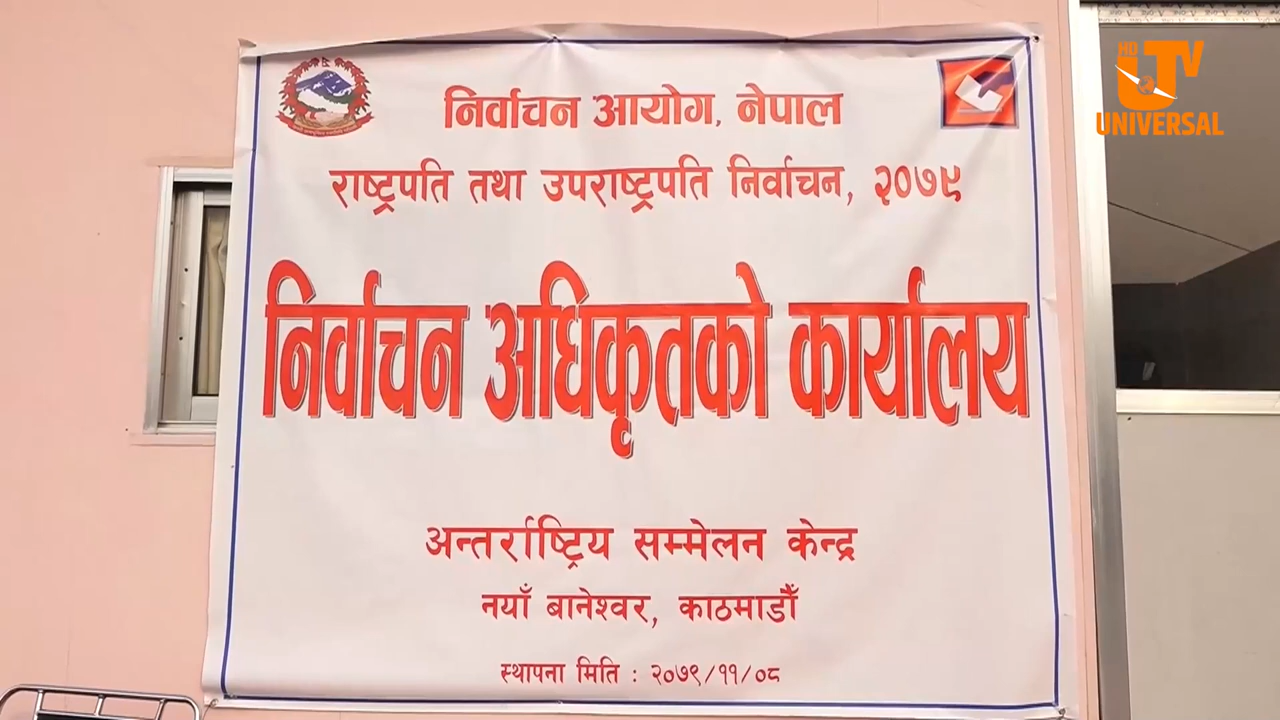 निर्वाचन आयोग, नेपाल
राष्ट्रपति तथा उपराष्ट्रपति निर्वाचन, २०७९
निर्वाचन अधिकृतको कार्यालय
अन्तर्राष्ट्रिय सम्मेलन केन्द्र
नयाँ बानेश्वर, काठमाडौँ
स्थापना मिति : २०७९/११/०८
HD UTV
UNIVERSAL